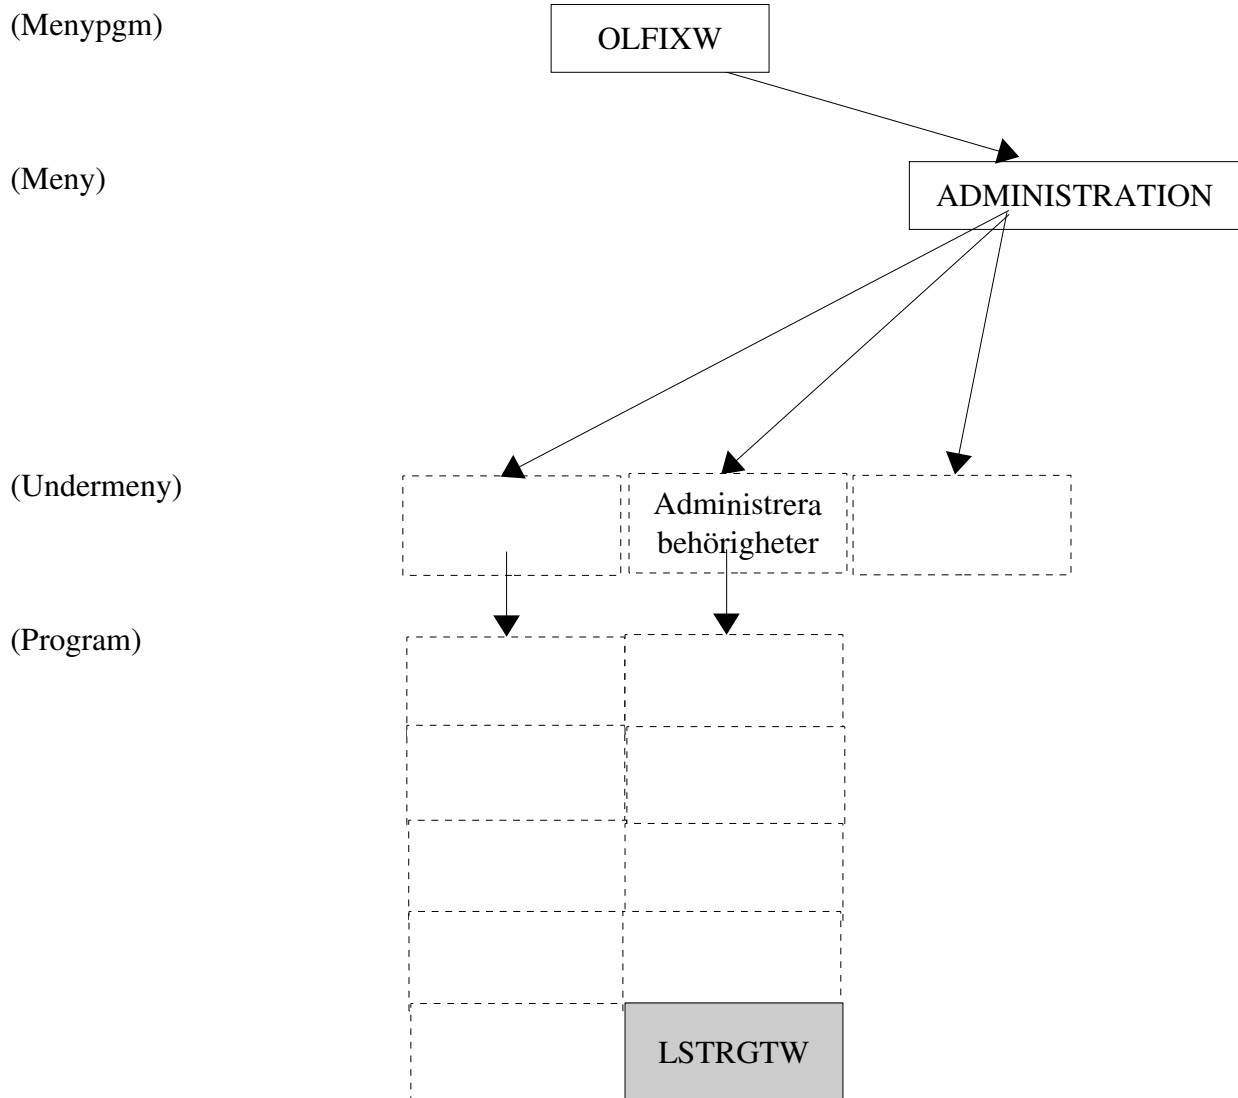 (Menypgm)
OLFIXW
(Meny)
ADMINISTRATION
(Undermeny)
Administrera
behörigheter
(Program)
LSTRGTW